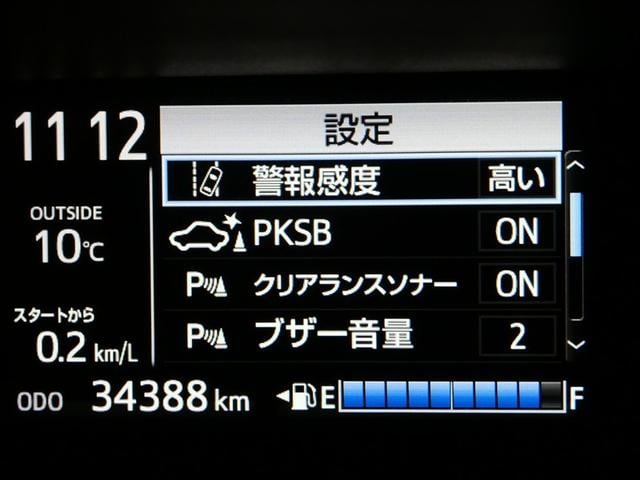 11 12
OUTSIDE
10℃
スタートから
0.2 km/L
設定
警報感度 高い
PKSB ON
P クリアランスソナー ON
P ブザー音量 2
ODO 34388 km E F